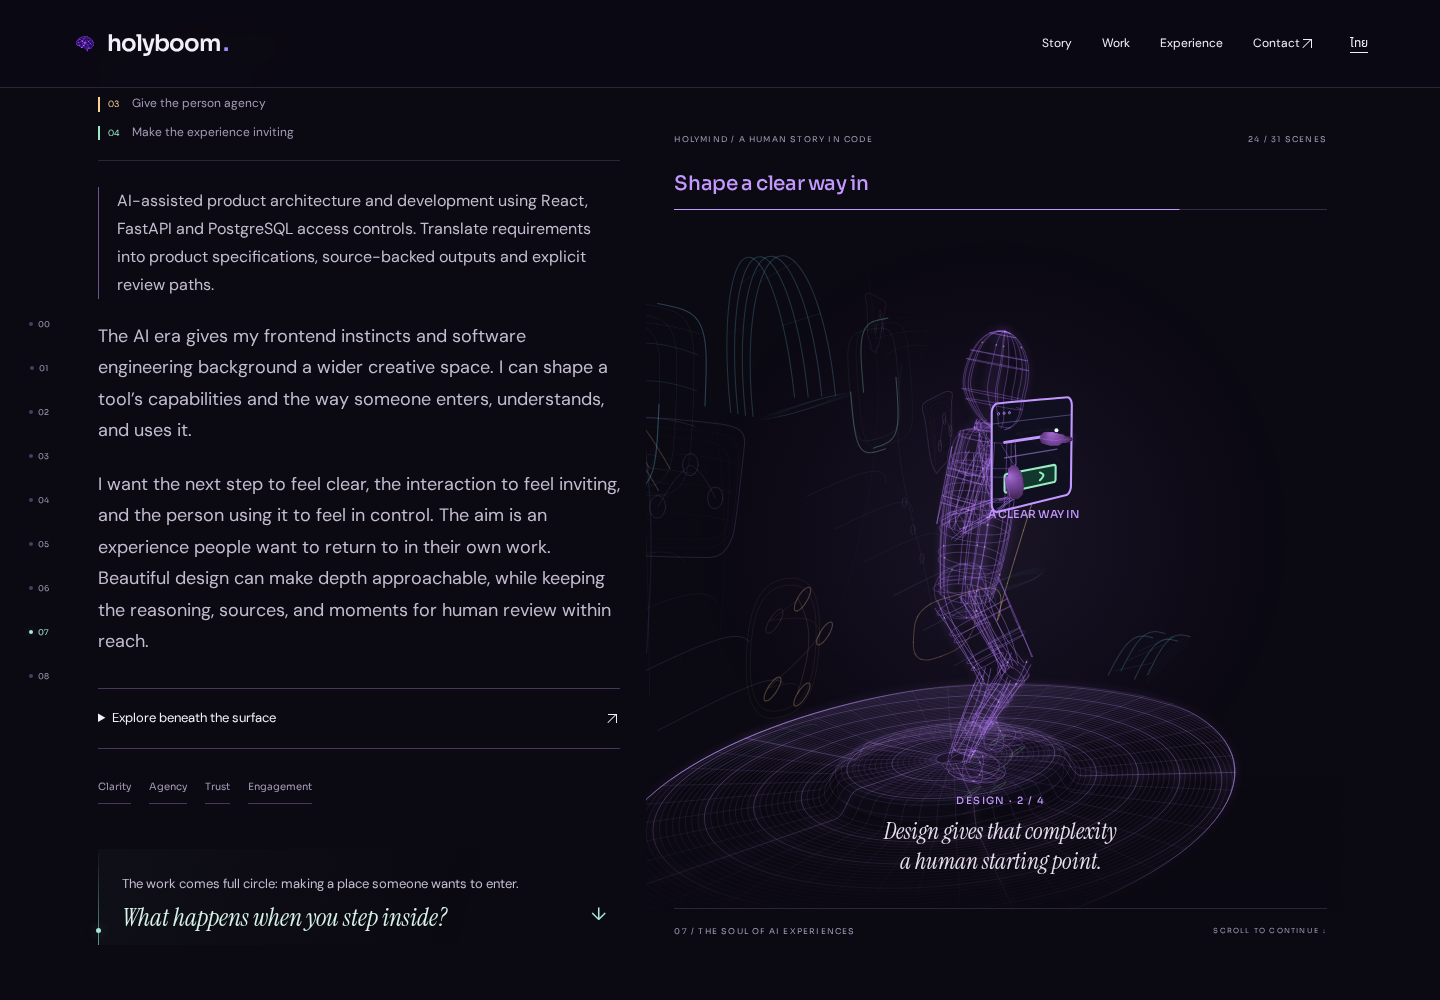 holyboom.
Story
Work
Experience
Contact
ไทย
03 Give the person agency
04 Make the experience inviting
AI-assisted product architecture and development using React,
FastAPI and PostgreSQL access controls. Translate requirements
into product specifications, source-backed outputs and explicit
review paths.
The AI era gives my frontend instincts and software
engineering background a wider creative space. I can shape a
tool’s capabilities and the way someone enters, understands,
and uses it.
I want the next step to feel clear, the interaction to feel inviting,
and the person using it to feel in control. The aim is an
experience people want to return to in their own work.
Beautiful design can make depth approachable, while keeping
the reasoning, sources, and moments for human review within
reach.
Explore beneath the surface
Clarity
Agency
Trust
Engagement
The work comes full circle: making a place someone wants to enter.
What happens when you step inside?
00
01
02
03
04
05
06
07
08
HOLYMIND / A HUMAN STORY IN CODE
24 / 31 SCENES
Shape a clear way in
A CLEAR WAY IN
DESIGN · 2 / 4
Design gives that complexity
a human starting point.
07 / THE SOUL OF AI EXPERIENCES
SCROLL TO CONTINUE ↓